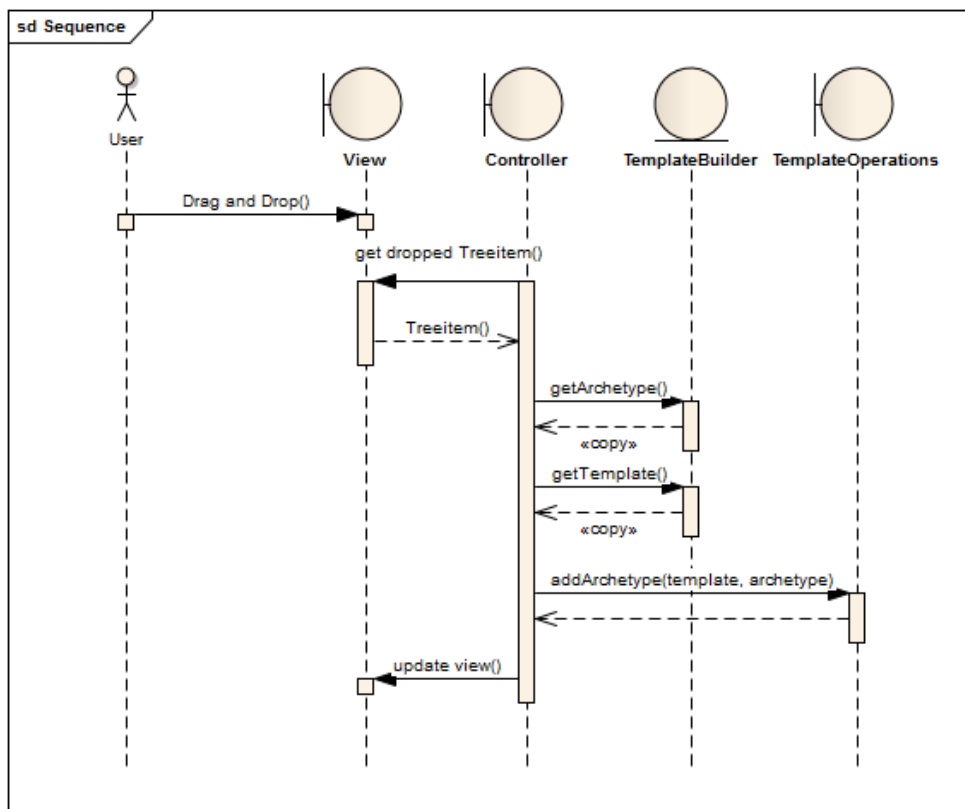 sd Sequence
User
View
Controller
TemplateBuilder
TemplateOperations
Drag and Drop()
get dropped Treeitem()
Treeitem()
getArchetype()
«copy»
getTemplate()
«copy»
addArchetype(template, archetype)
update view()